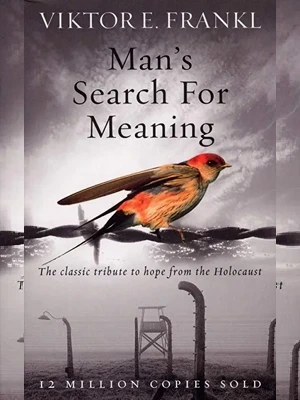 VIKTOR E. FRANKL
Man's
Search For
Meaning
The classic tribute to hope from the Holocaust
12 MILLION COPIES SOLD